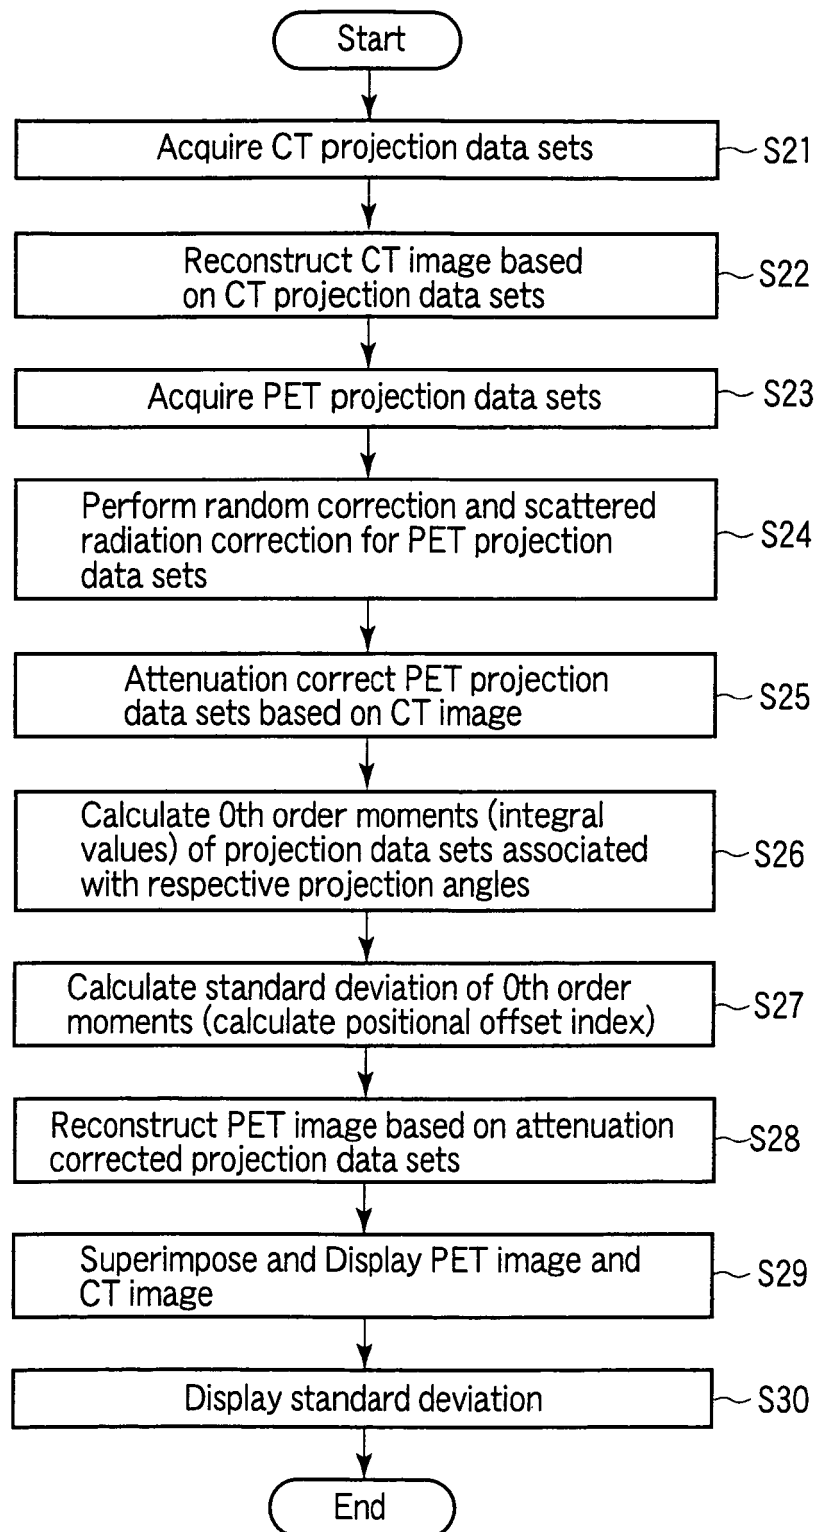 Start
Acquire CT projection data sets
S21
Reconstruct CT image based
on CT projection data sets
S22
Acquire PET projection data sets
S23
Perform random correction and scattered
radiation correction for PET projection
data sets
S24
Attenuation correct PET projection
data sets based on CT image
S25
Calculate 0th order moments (integral
values) of projection data sets associated
with respective projection angles
S26
Calculate standard deviation of 0th order
moments (calculate positional offset index)
S27
Reconstruct PET image based on attenuation
corrected projection data sets
S28
Superimpose and Display PET image and
CT image
S29
Display standard deviation
S30
End